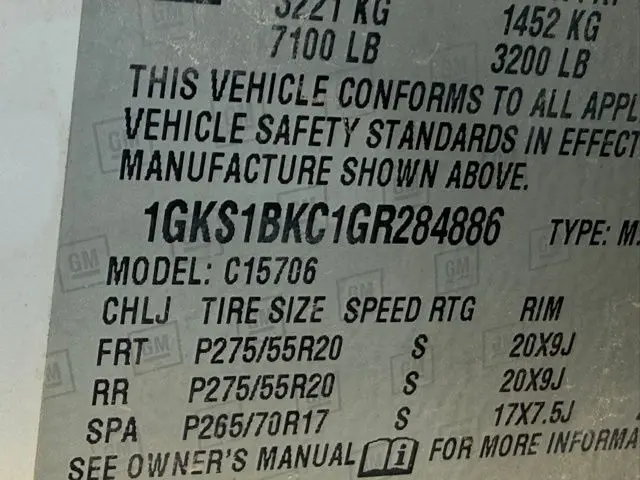 3221 KG 1452 KG
7100 LB 3200 LB
THIS VEHICLE CONFORMS TO ALL APPL
VEHICLE SAFETY STANDARDS IN EFFECT
MANUFACTURE SHOWN ABOVE.
1GKS1BKC1GR284886 TYPE: M.
MODEL: C15706
CHLJ TIRE SIZE SPEED RTG RIM
FRT P275/55R20 S 20X9J
RR P275/55R20 S 20X9J
SPA P265/70R17 S 17X7.5J
SEE OWNER'S MANUAL i FOR MORE INFORMA